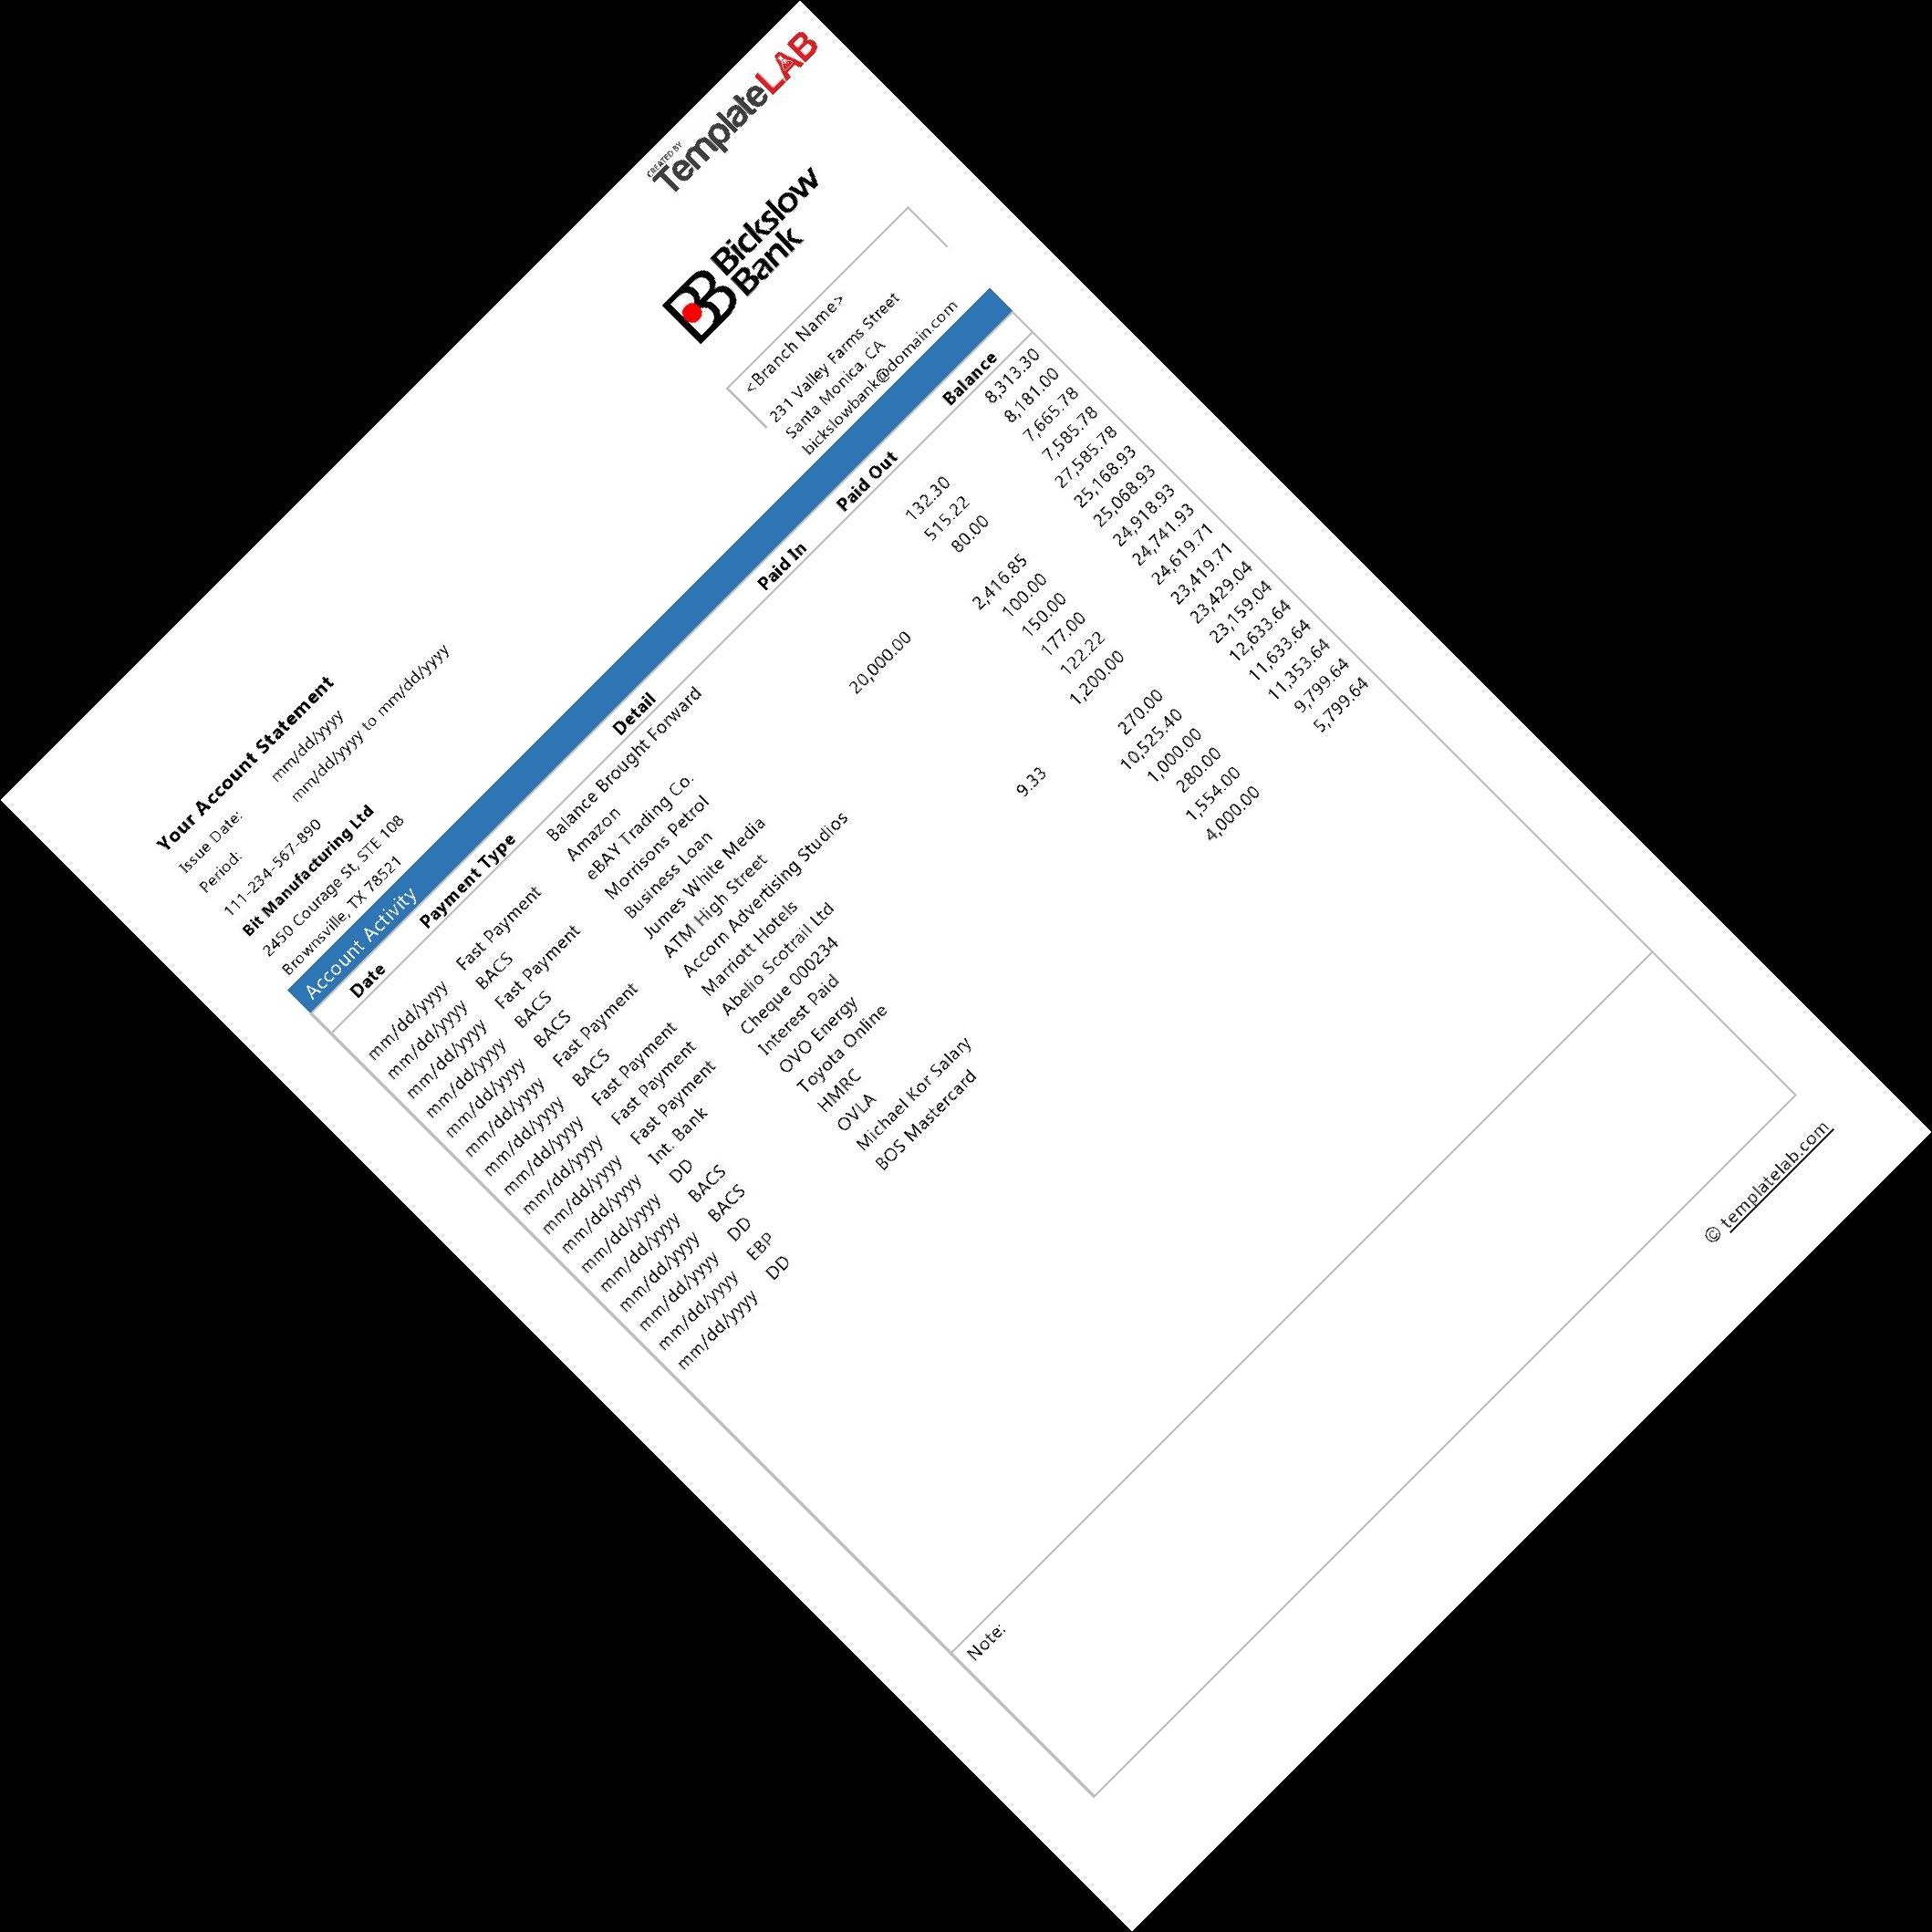 CREATED BY
TemplateLAB
Bickslow
Bank
Your Account Statement
Issue Date: mm/dd/yyyy
Period: mm/dd/yyyy to mm/dd/yyyy
<Branch Name>
111-234-567-890
Bit Manufacturing Ltd
2450 Courage St, STE 108
Brownsville, TX 78521
231 Valley Farms Street
Santa Monica, CA
bickslowbank@domain.com
Account Activity
Date Payment Type Detail Paid In Paid Out Balance
Balance Brought Forward 8,313.30
mm/dd/yyyy Fast Payment Amazon 132.30 8,181.00
mm/dd/yyyy BACS eBAY Trading Co. 515.22 7,665.78
mm/dd/yyyy Fast Payment Morrisons Petrol 80.00 7,585.78
mm/dd/yyyy BACS Business Loan 20,000.00 27,585.78
mm/dd/yyyy BACS Jumes White Media 2,416.85 25,168.93
mm/dd/yyyy Fast Payment ATM High Street 100.00 25,068.93
mm/dd/yyyy BACS Accorn Advertising Studios 150.00 24,918.93
mm/dd/yyyy Fast Payment Marriott Hotels 177.00 24,741.93
mm/dd/yyyy Fast Payment Abelio Scotrail Ltd 122.22 24,619.71
mm/dd/yyyy Fast Payment Cheque 000234 1,200.00 23,419.71
mm/dd/yyyy Int. Bank Interest Paid 9.33 23,429.04
mm/dd/yyyy DD OVO Energy 270.00 23,159.04
mm/dd/yyyy BACS Toyota Online 10,525.40 12,633.64
mm/dd/yyyy BACS HMRC 1,000.00 11,633.64
mm/dd/yyyy DD OVLA 280.00 11,353.64
mm/dd/yyyy EBP Michael Kor Salary 1,554.00 9,799.64
mm/dd/yyyy DD BOS Mastercard 4,000.00 5,799.64
Note:
© templatelab.com